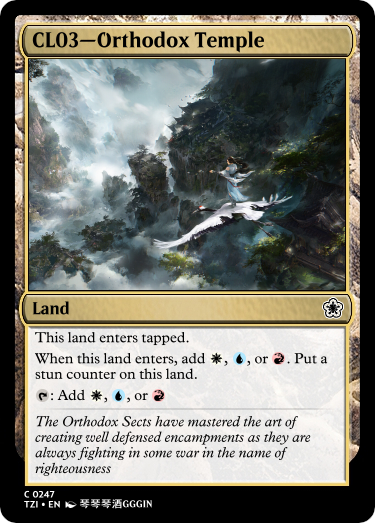 CL03—Orthodox Temple
Land
This land enters tapped.
When this land enters, add , , or . Put a
stun counter on this land.
: Add , , or
The Orthodox Sects have mastered the art of
creating well defensed encampments as they are
always fighting in some war in the name of
righteousness
C 0247
TZI • EN 琴琴琴酒GGGIN